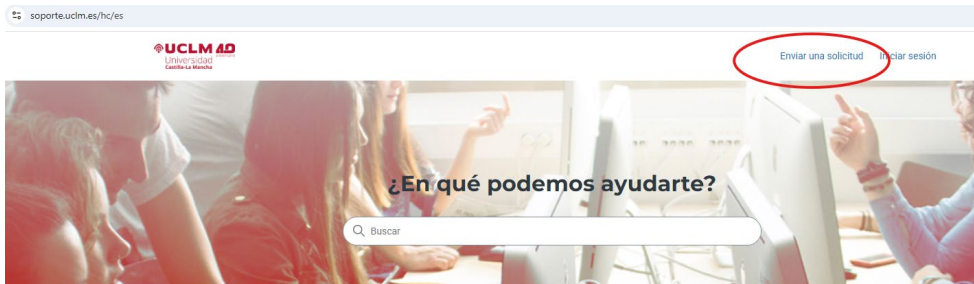 soporte.uclm.es/hc/es
UCLM
Universidad
Castilla-La Mancha
Enviar una solicitud
Iniciar sesión
¿En qué podemos ayudarte?
Buscar